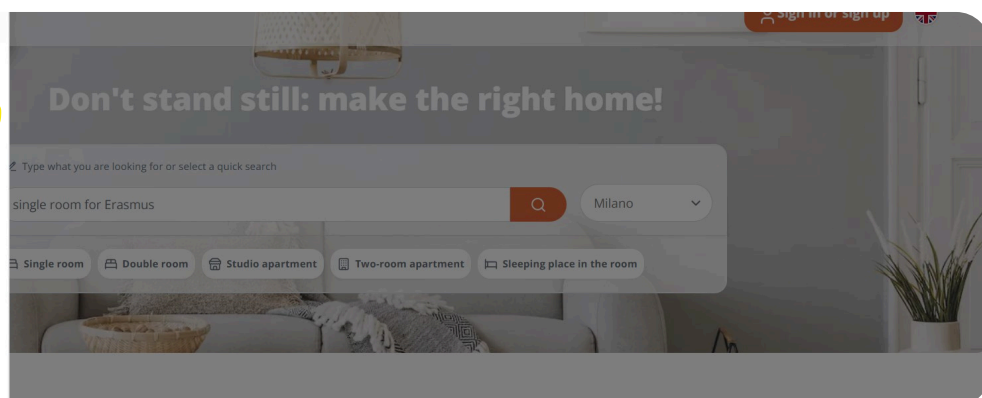 Sign in or sign up
Don't stand still: make the right home!
Type what you are looking for or select a quick search
single room for Erasmus
Milano
Single room
Double room
Studio apartment
Two-room apartment
Sleeping place in the room